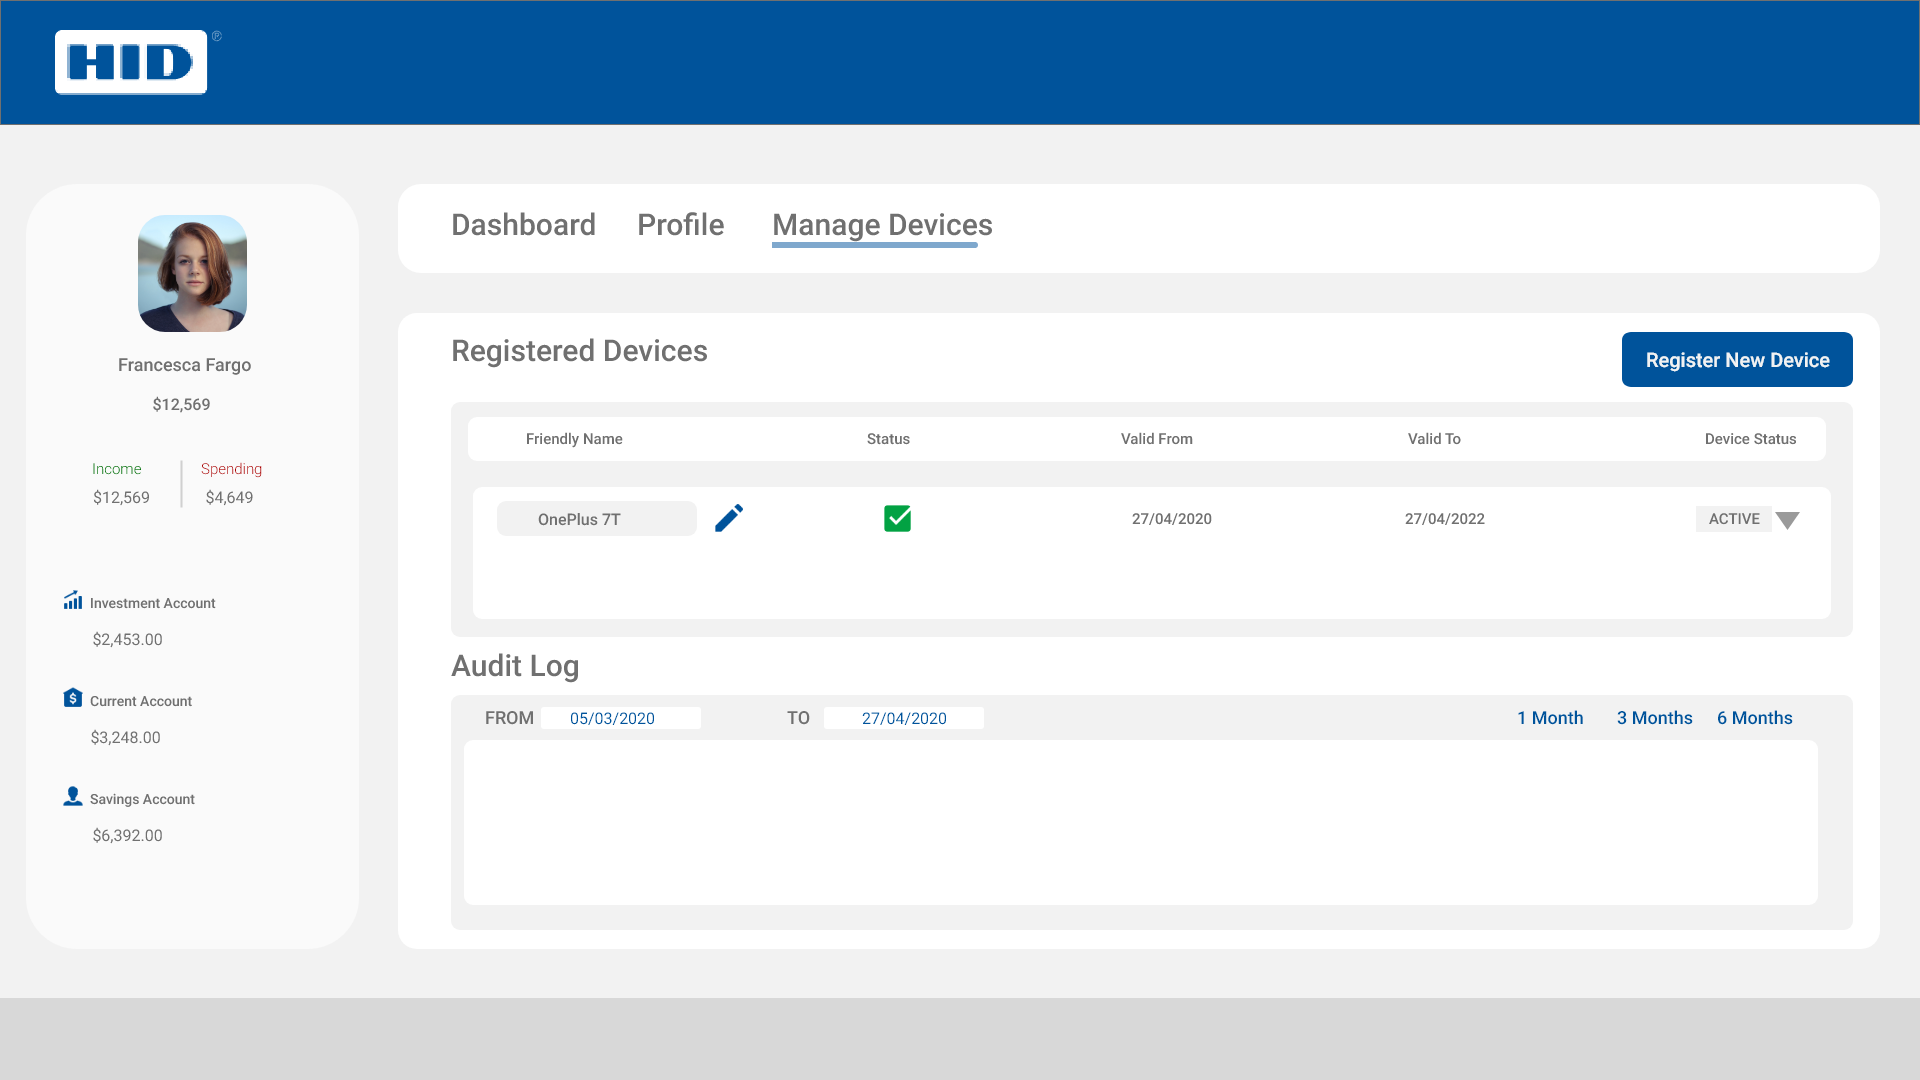 HID ®
Dashboard Profile Manage Devices
Francesca Fargo
$12,569
Income Spending
$12,569 $4,649
Investment Account
$2,453.00
Current Account
$3,248.00
Savings Account
$6,392.00
Registered Devices
Register New Device
Friendly Name Status Valid From Valid To Device Status
OnePlus 7T 27/04/2020 27/04/2022 ACTIVE
Audit Log
FROM 05/03/2020 TO 27/04/2020 1 Month 3 Months 6 Months